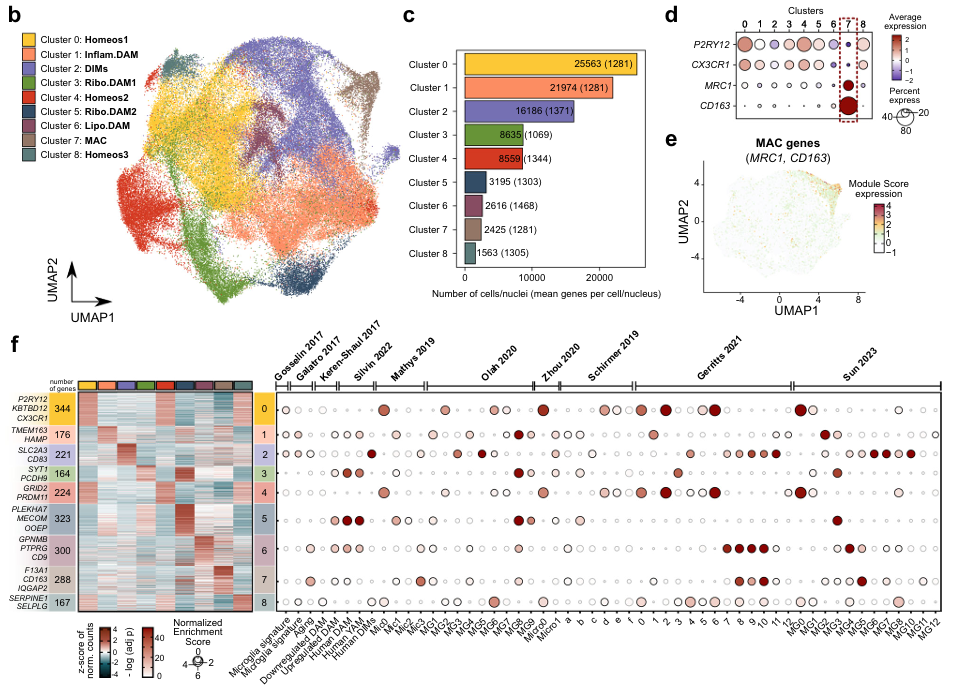 b
Cluster 0: Homeos1
Cluster 1: Inflam.DAM
Cluster 2: DIMs
Cluster 3: Ribo.DAM1
Cluster 4: Homeos2
Cluster 5: Ribo.DAM2
Cluster 6: Lipo.DAM
Cluster 7: MAC
Cluster 8: Homeos3
UMAP2
UMAP1
c
Cluster 0
25563 (1281)
Cluster 1
21974 (1281)
Cluster 2
16186 (1371)
Cluster 3
8635 (1069)
Cluster 4
8559 (1344)
Cluster 5
3195 (1303)
Cluster 6
2616 (1468)
Cluster 7
2425 (1281)
Cluster 8
1563 (1305)
0 10000 20000
Number of cells/nuclei (mean genes per cell/nucleus)
d
Clusters
0 1 2 3 4 5 6 7 8
P2RY12
CX3CR1
MRC1
CD163
Average
expression
2
1
0
−1
−2
Percent
express
20
40
80
e
MAC genes
(MRC1, CD163)
UMAP2
4
0
-4
-4 0 4 8
UMAP1
Module Score
expression
4
3
2
1
0
−1
f
Gosselin 2017
Galatro 2017
Keren-Shaul 2017
Silvin 2022
Mathys 2019
Olah 2020
Zhou 2020
Schirmer 2019
Gerritts 2021
Sun 2023
number
of genes
P2RY12
KBTBD12
CX3CR1
344
0
TMEM163
HAMP
176
1
SLC2A3
CD83
221
2
SYT1
PCDH9
164
3
GRID2
PRDM11
224
4
PLEKHA7
MECOM
OOEP
323
5
GPNMB
PTPRG
CD9
300
6
F13A1
CD163
IQGAP2
288
7
SERPINE1
SELPLG
167
8
Microglia signature
Microglia signature
Aging
Downregulated DAM
Upregulated DAM
Human DAM
Human YAM
Human DIMs
Mic0
Mic1
Mic2
Mic3
MG1
MG2
MG3
MG4
MG5
MG6
MG7
MG8
MG9
Micro0
Micro1
a
b
c
d
e
f
0
1
2
3
4
5
6
7
8
9
10
11
12
MG0
MG1
MG2
MG3
MG4
MG5
MG6
MG7
MG8
MG10
MG11
MG12
z-score of
norm. counts
4
2
0
-2
-4
- log (adj p)
40
20
0
Normalized
Enrichment
Score
0
4 2
6